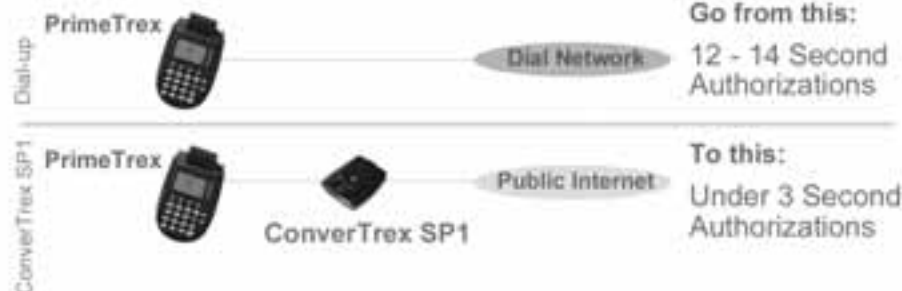 Dial-up
PrimeTrex
Dial Network
Go from this:
12 - 14 Second
Authorizations
ConverTrex SP1
PrimeTrex
ConverTrex SP1
Public Internet
To this:
Under 3 Second
Authorizations